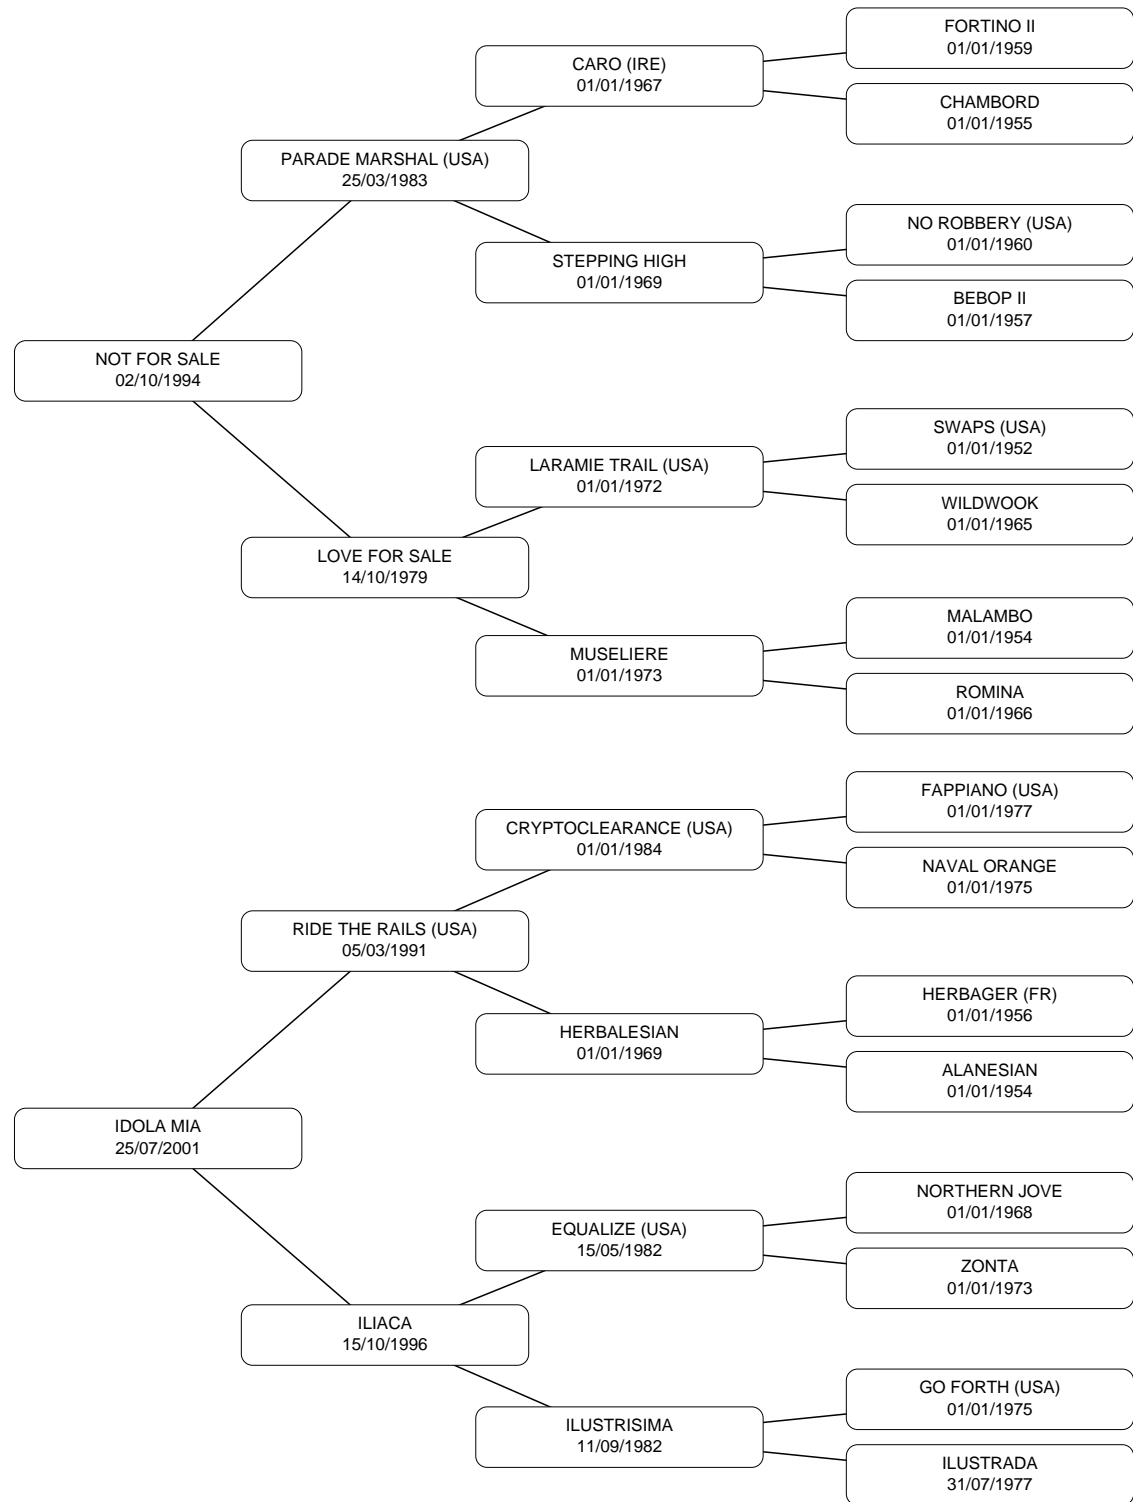 FORTINO II
01/01/1959
CARO (IRE)
01/01/1967
CHAMBORD
01/01/1955
PARADE MARSHAL (USA)
25/03/1983
NO ROBBERY (USA)
01/01/1960
STEPPING HIGH
01/01/1969
BEBOP II
01/01/1957
NOT FOR SALE
02/10/1994
SWAPS (USA)
01/01/1952
LARAMIE TRAIL (USA)
01/01/1972
WILDWOOK
01/01/1965
LOVE FOR SALE
14/10/1979
MALAMBO
01/01/1954
MUSELIERE
01/01/1973
ROMINA
01/01/1966
FAPPIANO (USA)
01/01/1977
CRYPTOCLEARANCE (USA)
01/01/1984
NAVAL ORANGE
01/01/1975
RIDE THE RAILS (USA)
05/03/1991
HERBAGER (FR)
01/01/1956
HERBALESIAN
01/01/1969
ALANESIAN
01/01/1954
IDOLA MIA
25/07/2001
NORTHERN JOVE
01/01/1968
EQUALIZE (USA)
15/05/1982
ZONTA
01/01/1973
ILIACA
15/10/1996
GO FORTH (USA)
01/01/1975
ILUSTRISIMA
11/09/1982
ILUSTRADA
31/07/1977